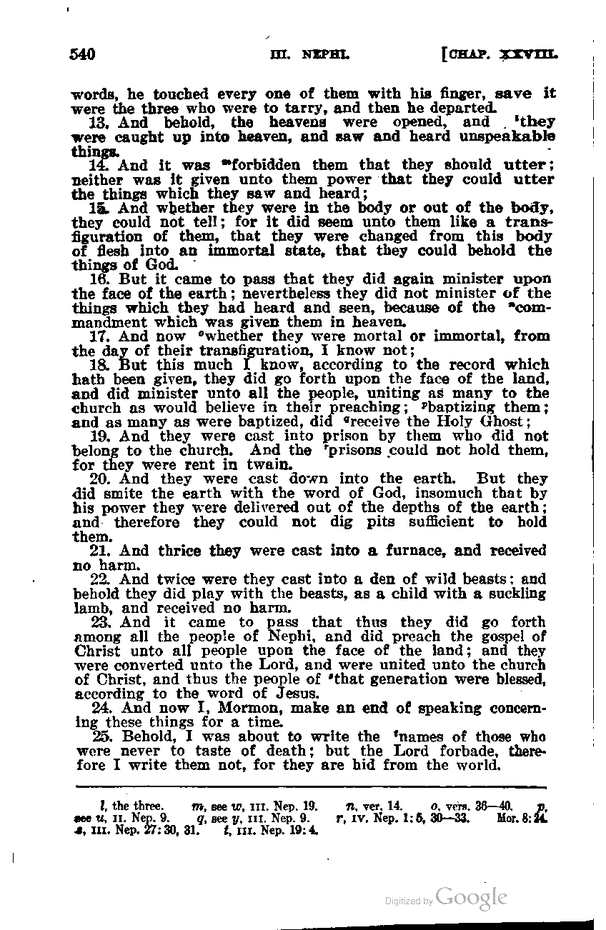 540 III. NEPHI. [CHAP. XXVIII.
words, he touched every one of them with his finger, save it
were the three who were to tarry, and then he departed.
13. And behold, the heavens were opened, and ˡthey
were caught up into heaven, and saw and heard unspeakable
things.
14. And it was ᵐforbidden them that they should utter;
neither was it given unto them power that they could utter
the things which they saw and heard;
15. And whether they were in the body or out of the body,
they could not tell; for it did seem unto them like a trans-
figuration of them, that they were changed from this body
of flesh into an immortal state, that they could behold the
things of God.
16. But it came to pass that they did again minister upon
the face of the earth; nevertheless they did not minister of the
things which they had heard and seen, because of the ⁿcom-
mandment which was given them in heaven.
17. And now ᵒwhether they were mortal or immortal, from
the day of their transfiguration, I know not;
18. But this much I know, according to the record which
hath been given, they did go forth upon the face of the land,
and did minister unto all the people, uniting as many to the
church as would believe in their preaching; ᵖbaptizing them;
and as many as were baptized, did ᑫreceive the Holy Ghost;
19. And they were cast into prison by them who did not
belong to the church. And the ʳprisons could not hold them,
for they were rent in twain.
20. And they were cast down into the earth. But they
did smite the earth with the word of God, insomuch that by
his power they were delivered out of the depths of the earth;
and therefore they could not dig pits sufficient to hold
them.
21. And thrice they were cast into a furnace, and received
no harm.
22. And twice were they cast into a den of wild beasts; and
behold they did play with the beasts, as a child with a suckling
lamb, and received no harm.
23. And it came to pass that thus they did go forth
among all the people of Nephi, and did preach the gospel of
Christ unto all people upon the face of the land; and they
were converted unto the Lord, and were united unto the church
of Christ, and thus the people of ˢthat generation were blessed,
according to the word of Jesus.
24. And now I, Mormon, make an end of speaking concern-
ing these things for a time.
25. Behold, I was about to write the ᵗnames of those who
were never to taste of death; but the Lord forbade, there-
fore I write them not, for they are hid from the world.
l, the three. m, see w, III. Nep. 19. n, ver. 14. o, vers. 36—40. p,
see u, II. Nep. 9. q, see y, III. Nep. 9. r, IV. Nep. 1:5, 30—33. Mor. 8:24.
s, III. Nep. 27:30, 31. t, III. Nep. 19:4.
Digitized by Google